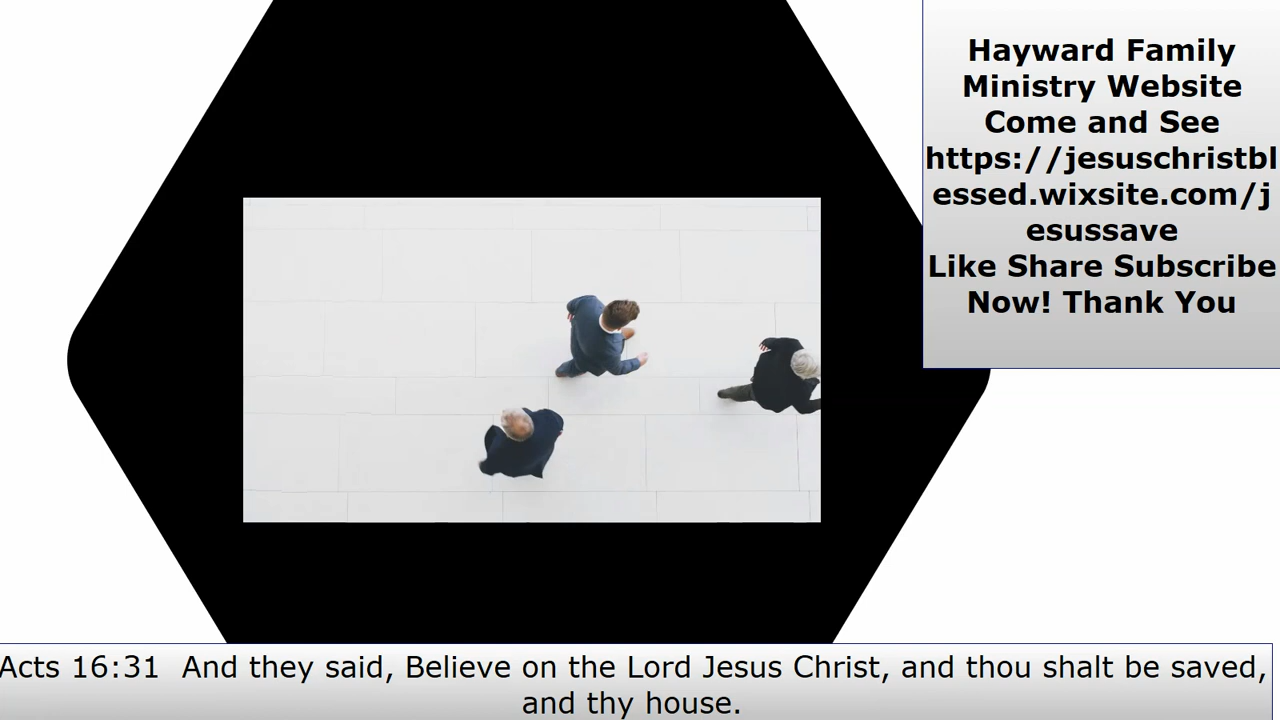 Hayward Family
Ministry Website
Come and See
https://jesuschristbl
essed.wixsite.com/j
esussave
Like Share Subscribe
Now! Thank You
Acts 16:31  And they said, Believe on the Lord Jesus Christ, and thou shalt be saved,
and thy house.